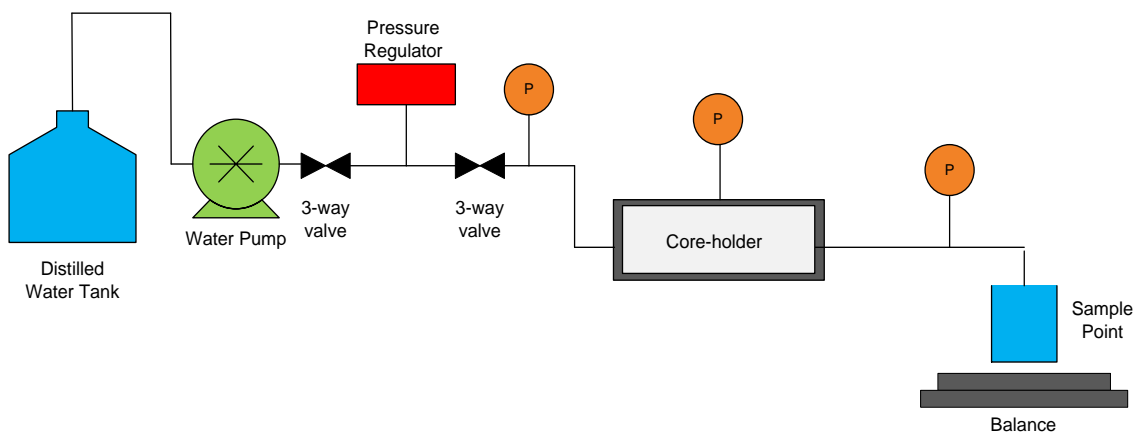 Pressure
Regulator
P
P
P
3-way
valve
3-way
valve
Water Pump
Core-holder
Distilled
Water Tank
Sample
Point
Balance